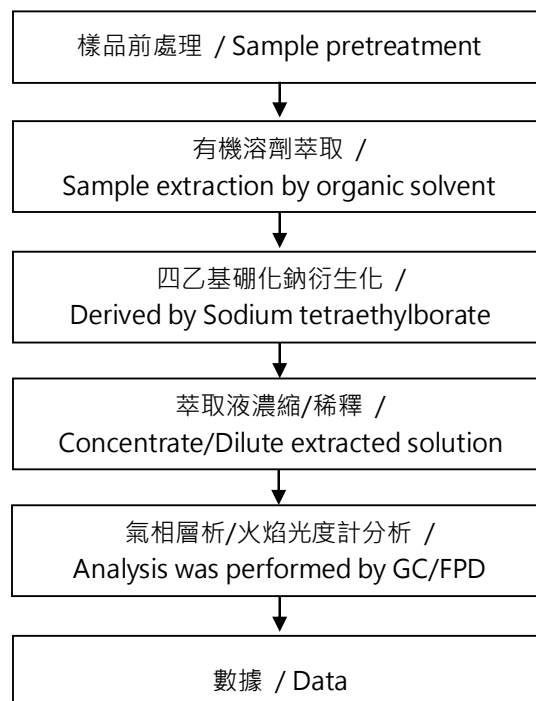 樣品前處理 / Sample pretreatment
有機溶劑萃取 /
Sample extraction by organic solvent
四乙基硼化鈉衍生化 /
Derived by Sodium tetraethylborate
萃取液濃縮/稀釋 /
Concentrate/Dilute extracted solution
氣相層析/火焰光度計分析 /
Analysis was performed by GC/FPD
數據 / Data